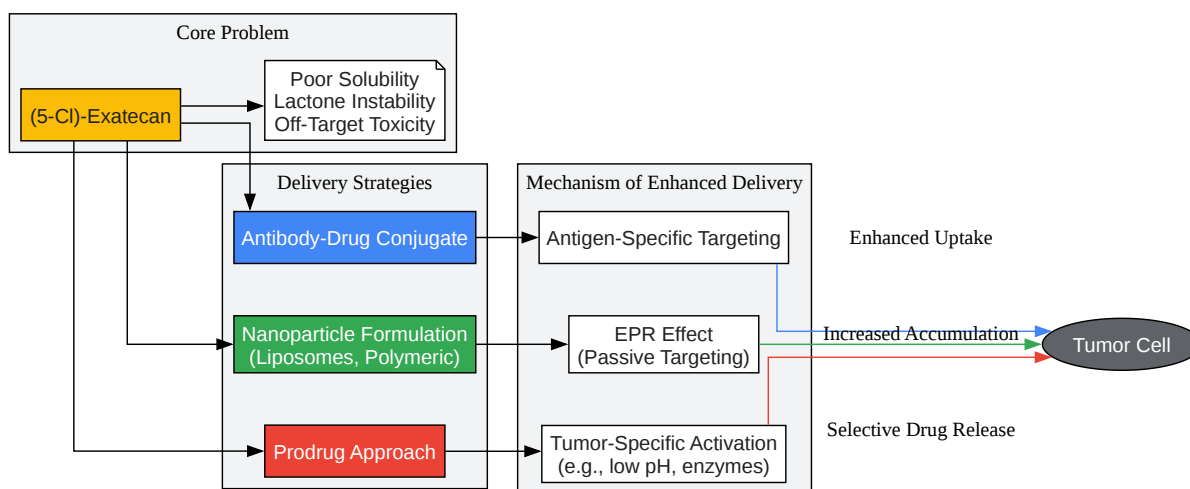 Core Problem
(5-Cl)-Exatecan
Poor Solubility
Lactone Instability
Off-Target Toxicity
Delivery Strategies
Mechanism of Enhanced Delivery
Antibody-Drug Conjugate
Antigen-Specific Targeting
Enhanced Uptake
Nanoparticle Formulation
(Liposomes, Polymeric)
EPR Effect
(Passive Targeting)
Increased Accumulation
Tumor Cell
Prodrug Approach
Tumor-Specific Activation
(e.g., low pH, enzymes)
Selective Drug Release